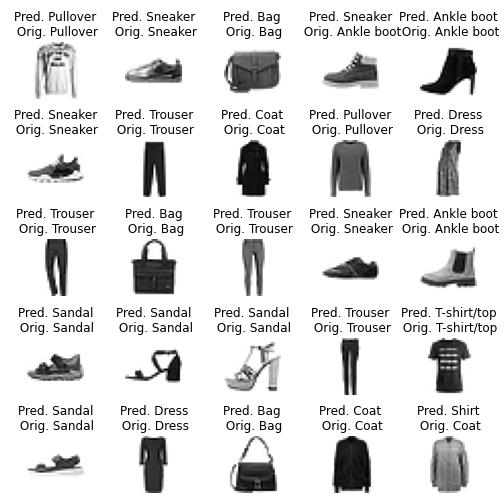 Pred. Pullover
Orig. Pullover
Pred. Sneaker
Orig. Sneaker
Pred. Bag
Orig. Bag
Pred. Sneaker
Orig. Ankle boot
Pred. Ankle boot
Orig. Ankle boot
Pred. Sneaker
Orig. Sneaker
Pred. Trouser
Orig. Trouser
Pred. Coat
Orig. Coat
Pred. Pullover
Orig. Pullover
Pred. Dress
Orig. Dress
Pred. Trouser
Orig. Trouser
Pred. Bag
Orig. Bag
Pred. Trouser
Orig. Trouser
Pred. Sneaker
Orig. Sneaker
Pred. Ankle boot
Orig. Ankle boot
Pred. Sandal
Orig. Sandal
Pred. Sandal
Orig. Sandal
Pred. Sandal
Orig. Sandal
Pred. Trouser
Orig. Trouser
Pred. T-shirt/top
Orig. T-shirt/top
Pred. Sandal
Orig. Sandal
Pred. Dress
Orig. Dress
Pred. Bag
Orig. Bag
Pred. Coat
Orig. Coat
Pred. Shirt
Orig. Coat